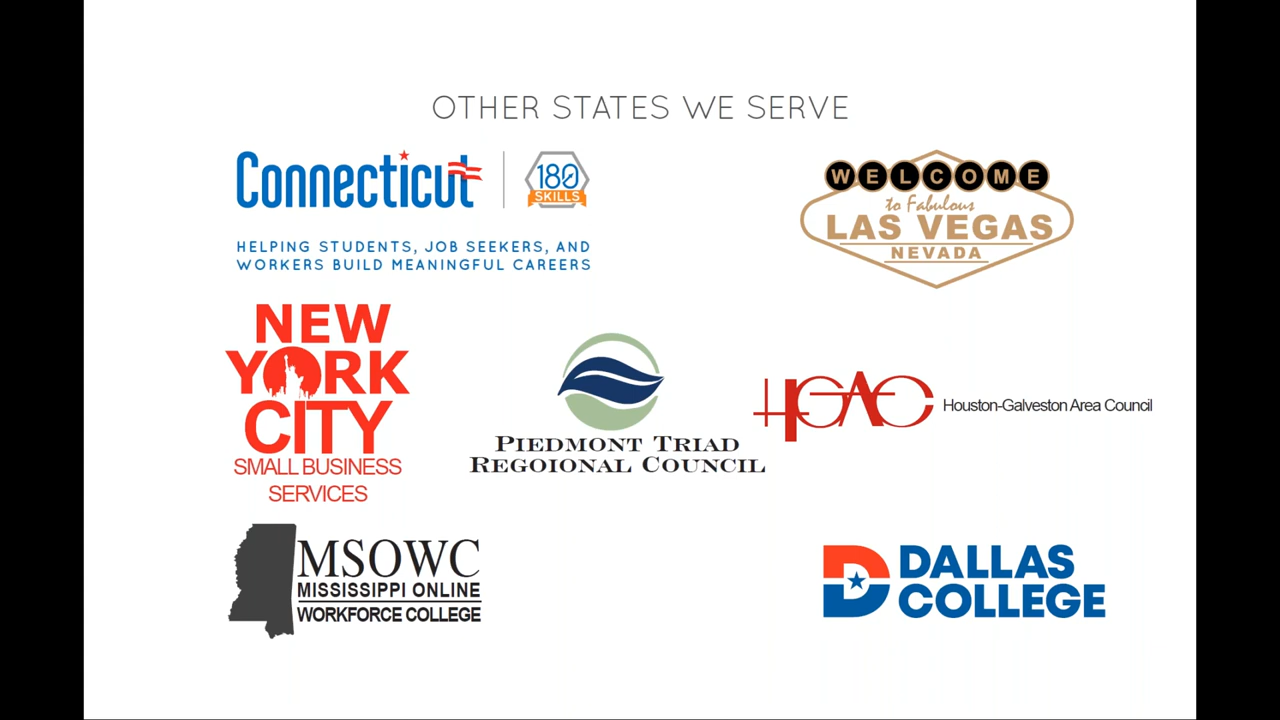 OTHER STATES WE SERVE
CONNECTICUT
180
SKILLS
HELPING STUDENTS, JOB SEEKERS, AND
WORKERS BUILD MEANINGFUL CAREERS
WELCOME
to Fabulous
LAS VEGAS
NEVADA
NEW
YORK
CITY
SMALL BUSINESS
SERVICES
PIEDMONT TRIAD
REGOIONAL COUNCIL
HGAC
Houston-Galveston Area Council
MSOWC
MISSISSIPPI ONLINE
WORKFORCE COLLEGE
DALLAS
COLLEGE